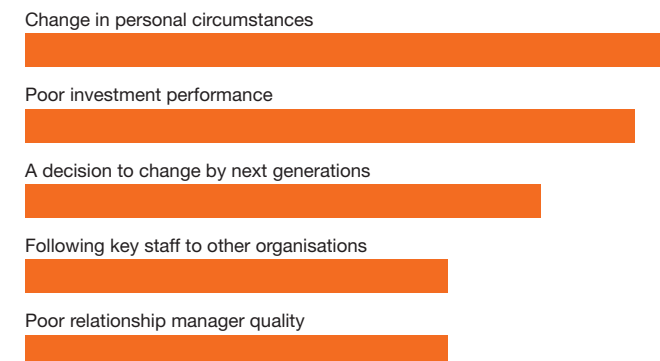 Change in personal circumstances
Poor investment performance
A decision to change by next generations
Following key staff to other organisations
Poor relationship manager quality